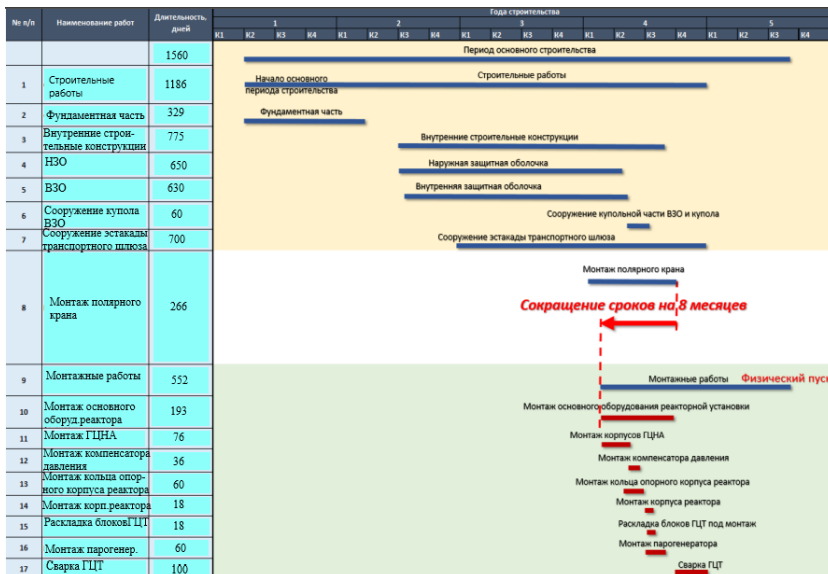 № п/п Наименование работ Длительность, дней Года строительства
1 2 3 4 5
К1 К2 К3 К4 К1 К2 К3 К4 К1 К2 К3 К4 К1 К2 К3 К4 К1 К2 К3 К4
1560 Период основного строительства
1 Строительные работы 1186 Начало основного периода строительства Строительные работы
2 Фундаментная часть 329 Фундаментная часть
3 Внутренние строи-
тельные конструкции 775 Внутренние строительные конструкции
4 НЗО 650 Наружная защитная оболочка
5 ВЗО 630 Внутренняя защитная оболочка
6 Сооружение купола
ВЗО 60 Сооружение купольной части ВЗО и купола
7 Сооружение эстакады
транспортного шлюза 700 Сооружение эстакады транспортного шлюза
8 Монтаж полярного
крана 266 Монтаж полярного крана
Сокращение сроков на 8 месяцев
9 Монтажные работы 552 Монтажные работы Физический пуск
10 Монтаж основного
оборуд.реактора 193 Монтаж основного оборудования реакторной установки
11 Монтаж ГЦНА 76 Монтаж корпусов ГЦНА
12 Монтаж компенсатора
давления 36 Монтаж компенсатора давления
13 Монтаж кольца опор-
ного корпуса реактора 60 Монтаж кольца опорного корпуса реактора
14 Монтаж корп.реактора 18 Монтаж корпуса реактора
15 Раскладка блоковГЦТ 18 Раскладка блоков ГЦТ под монтаж
16 Монтаж парогенер. 60 Монтаж парогенератора
17 Сварка ГЦТ 100 Сварка ГЦТ